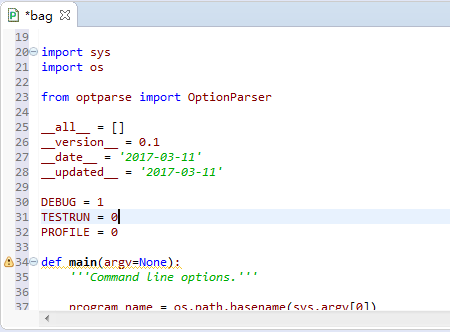 *bag
19
20 import sys
21 import os
22
23 from optparse import OptionParser
24
25 __all__ = []
26 __version__ = 0.1
27 __date__ = '2017-03-11'
28 __updated__ = '2017-03-11'
29
30 DEBUG = 1
31 TESTRUN = 0
32 PROFILE = 0
33
34 def main(argv=None):
35     '''Command line options.'''
36
37     program_name = os.path.basename(sys.argv[0])